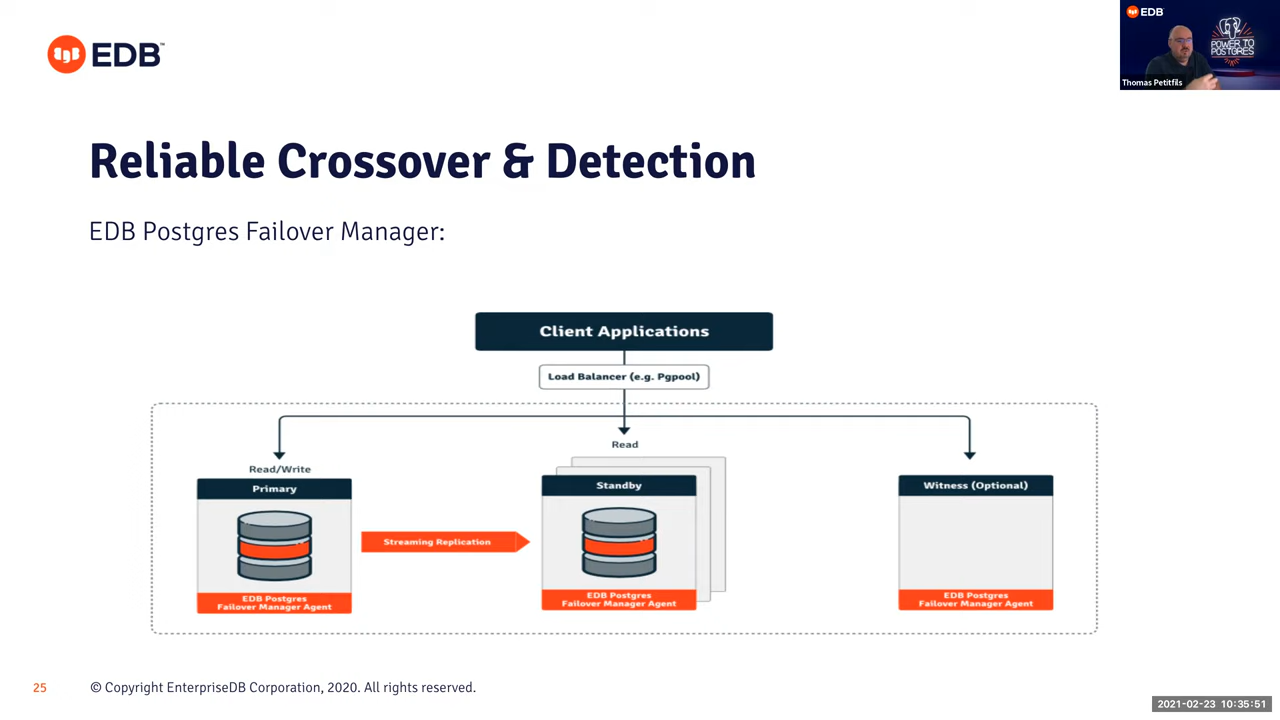 EDB™
EDB
POWER TO
POSTGRES
Thomas Petitfils
Reliable Crossover & Detection
EDB Postgres Failover Manager:
Client Applications
Load Balancer (e.g. Pgpool)
Read
Read/Write
Primary
Standby
Witness (Optional)
Streaming Replication
EDB Postgres
Failover Manager Agent
EDB Postgres
Failover Manager Agent
EDB Postgres
Failover Manager Agent
25
© Copyright EnterpriseDB Corporation, 2020. All rights reserved.
2021-02-23 10:35:51